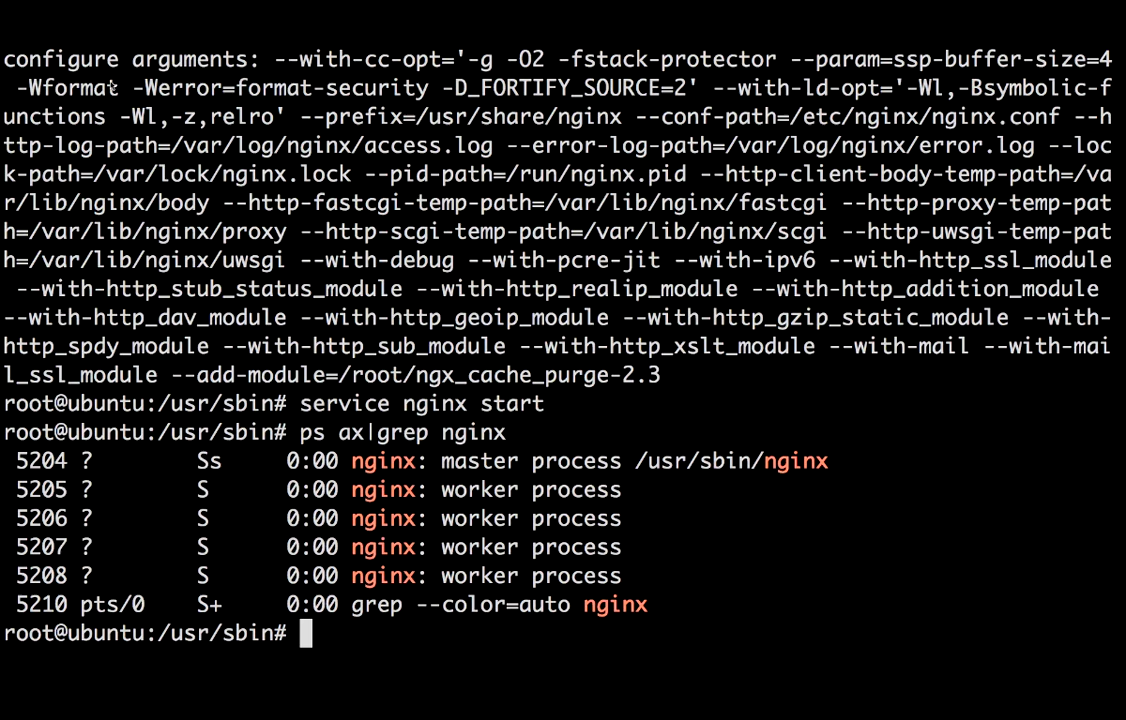 configure arguments: --with-cc-opt='-g -O2 -fstack-protector --param=ssp-buffer-size=4
 -Wformat -Werror=format-security -D_FORTIFY_SOURCE=2' --with-ld-opt='-Wl,-Bsymbolic-f
unctions -Wl,-z,relro' --prefix=/usr/share/nginx --conf-path=/etc/nginx/nginx.conf --h
ttp-log-path=/var/log/nginx/access.log --error-log-path=/var/log/nginx/error.log --loc
k-path=/var/lock/nginx.lock --pid-path=/run/nginx.pid --http-client-body-temp-path=/va
r/lib/nginx/body --http-fastcgi-temp-path=/var/lib/nginx/fastcgi --http-proxy-temp-pat
h=/var/lib/nginx/proxy --http-scgi-temp-path=/var/lib/nginx/scgi --http-uwsgi-temp-pat
h=/var/lib/nginx/uwsgi --with-debug --with-pcre-jit --with-ipv6 --with-http_ssl_module
 --with-http_stub_status_module --with-http_realip_module --with-http_addition_module
--with-http_dav_module --with-http_geoip_module --with-http_gzip_static_module --with-
http_spdy_module --with-http_sub_module --with-http_xslt_module --with-mail --with-mai
l_ssl_module --add-module=/root/ngx_cache_purge-2.3
root@ubuntu:/usr/sbin# service nginx start
root@ubuntu:/usr/sbin# ps ax|grep nginx
 5204 ?        Ss     0:00 nginx: master process /usr/sbin/nginx
 5205 ?        S      0:00 nginx: worker process
 5206 ?        S      0:00 nginx: worker process
 5207 ?        S      0:00 nginx: worker process
 5208 ?        S      0:00 nginx: worker process
 5210 pts/0    S+     0:00 grep --color=auto nginx
root@ubuntu:/usr/sbin#